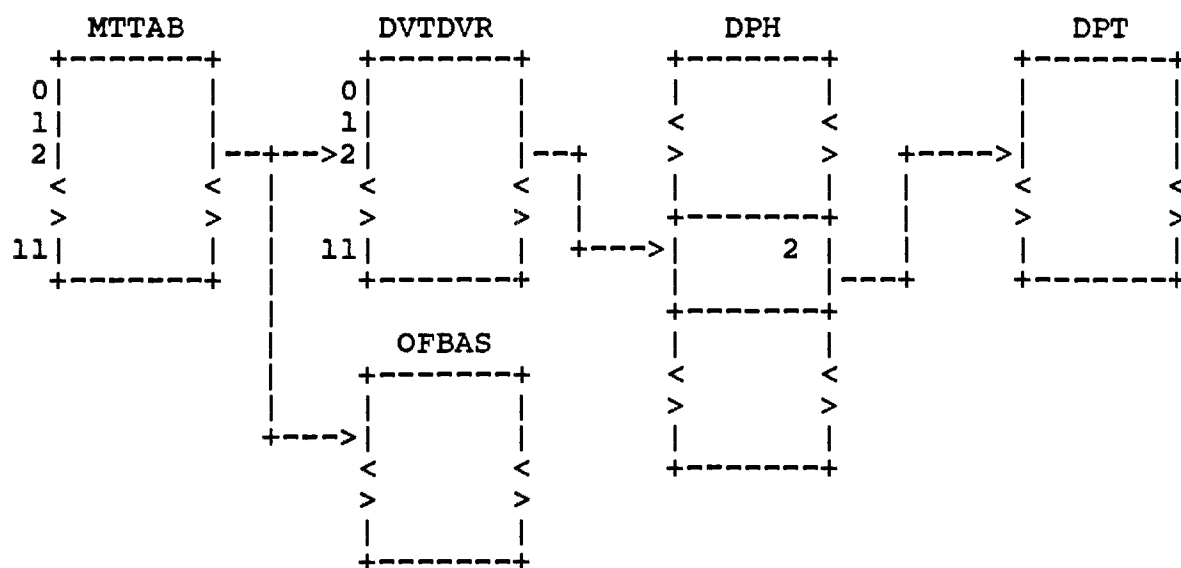 MTTAB DVTDVR DPH DPT
0 0
1 1
2 2
11 11 2
OFBAS